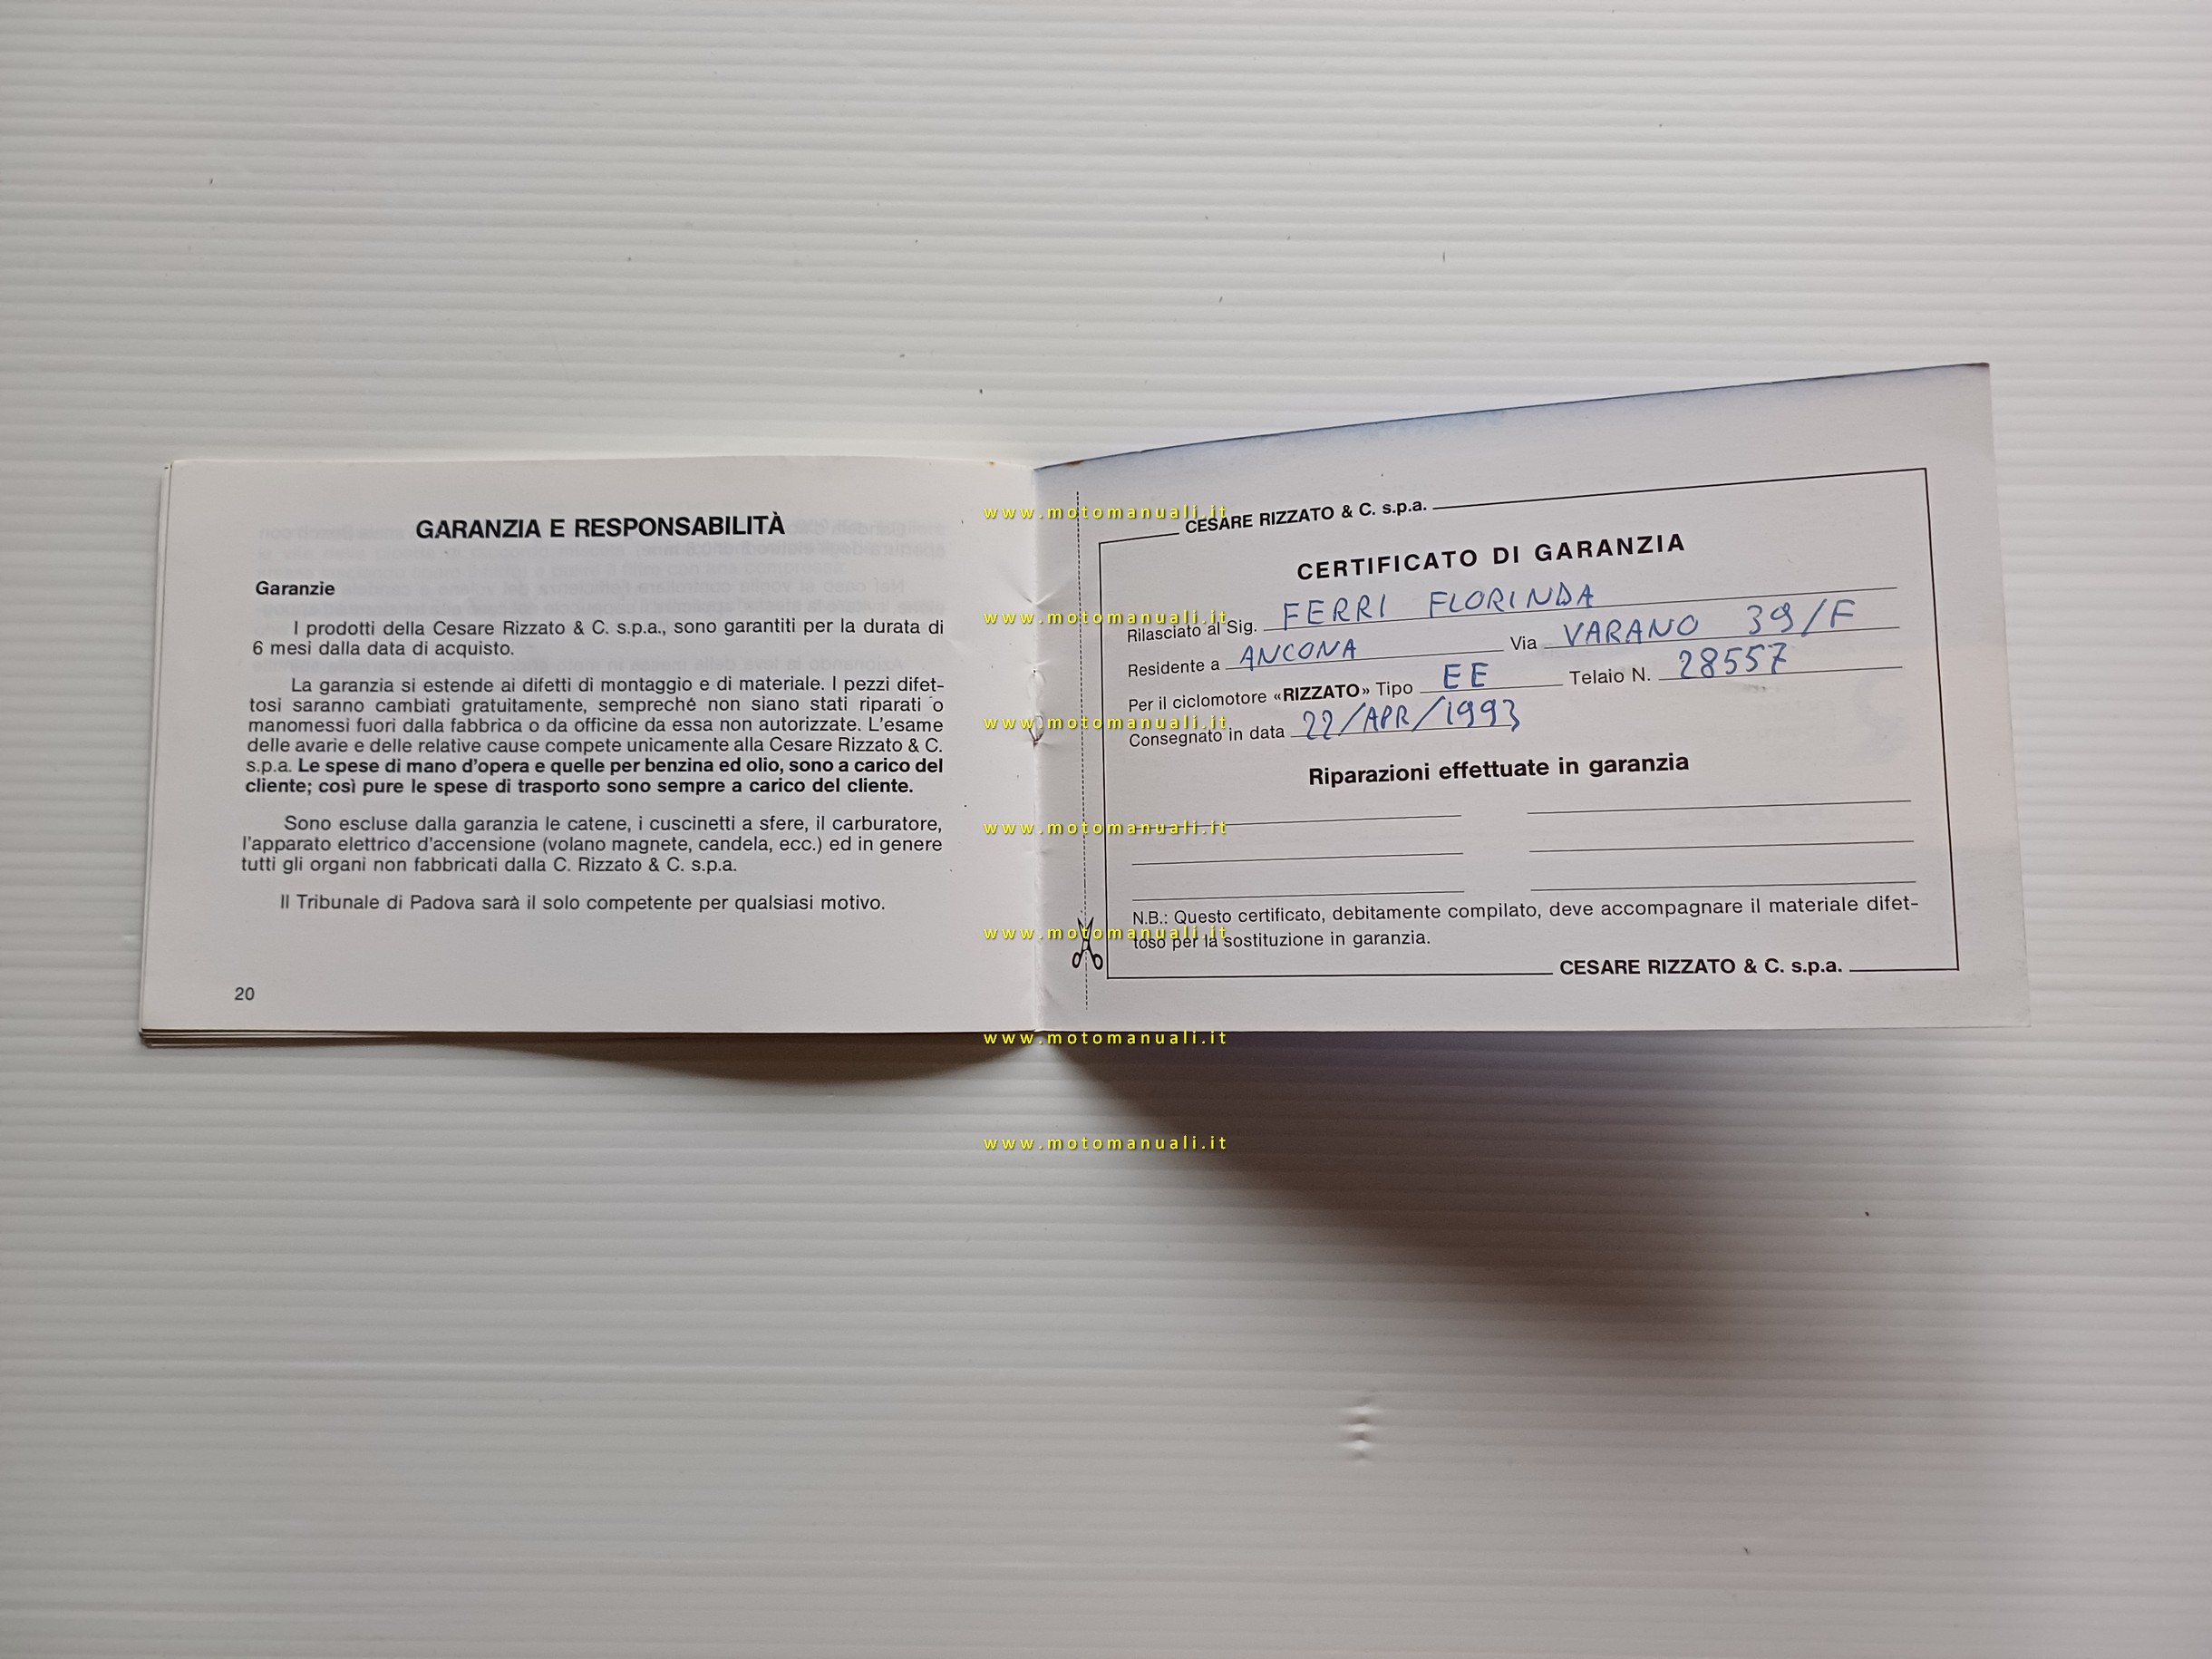 GARANZIA E RESPONSABILITÀ
Garanzie
I prodotti della Cesare Rizzato & C. s.p.a., sono garantiti per la durata di
6 mesi dalla data di acquisto.
La garanzia si estende ai difetti di montaggio e di materiale. I pezzi difet-
tosi saranno cambiati gratuitamente, sempreché non siano stati riparati o
manomessi fuori dalla fabbrica o da officine da essa non autorizzate. L'esame
delle avarie e delle relative cause compete unicamente alla Cesare Rizzato & C.
s.p.a. Le spese di mano d'opera e quelle per benzina ed olio, sono a carico del
cliente; così pure le spese di trasporto sono sempre a carico del cliente.
Sono escluse dalla garanzia le catene, i cuscinetti a sfere, il carburatore,
l'apparato elettrico d'accensione (volano magnete, candela, ecc.) ed in genere
tutti gli organi non fabbricati dalla C. Rizzato & C. s.p.a.
Il Tribunale di Padova sarà il solo competente per qualsiasi motivo.
20
CESARE RIZZATO & C. s.p.a.
CERTIFICATO DI GARANZIA
Rilasciato al Sig. FERRI FLORINDA
Residente a ANCONA Via VARANO 39/F
Per il ciclomotore «RIZZATO» Tipo EE Telaio N. 28557
Consegnato in data 22/APR/1993
Riparazioni effettuate in garanzia
N.B.: Questo certificato, debitamente compilato, deve accompagnare il materiale difet-
toso per la sostituzione in garanzia.
CESARE RIZZATO & C. s.p.a.
www.motomanuali.it
www.motomanuali.it
www.motomanuali.it
www.motomanuali.it
www.motomanuali.it
www.motomanuali.it
www.motomanuali.it